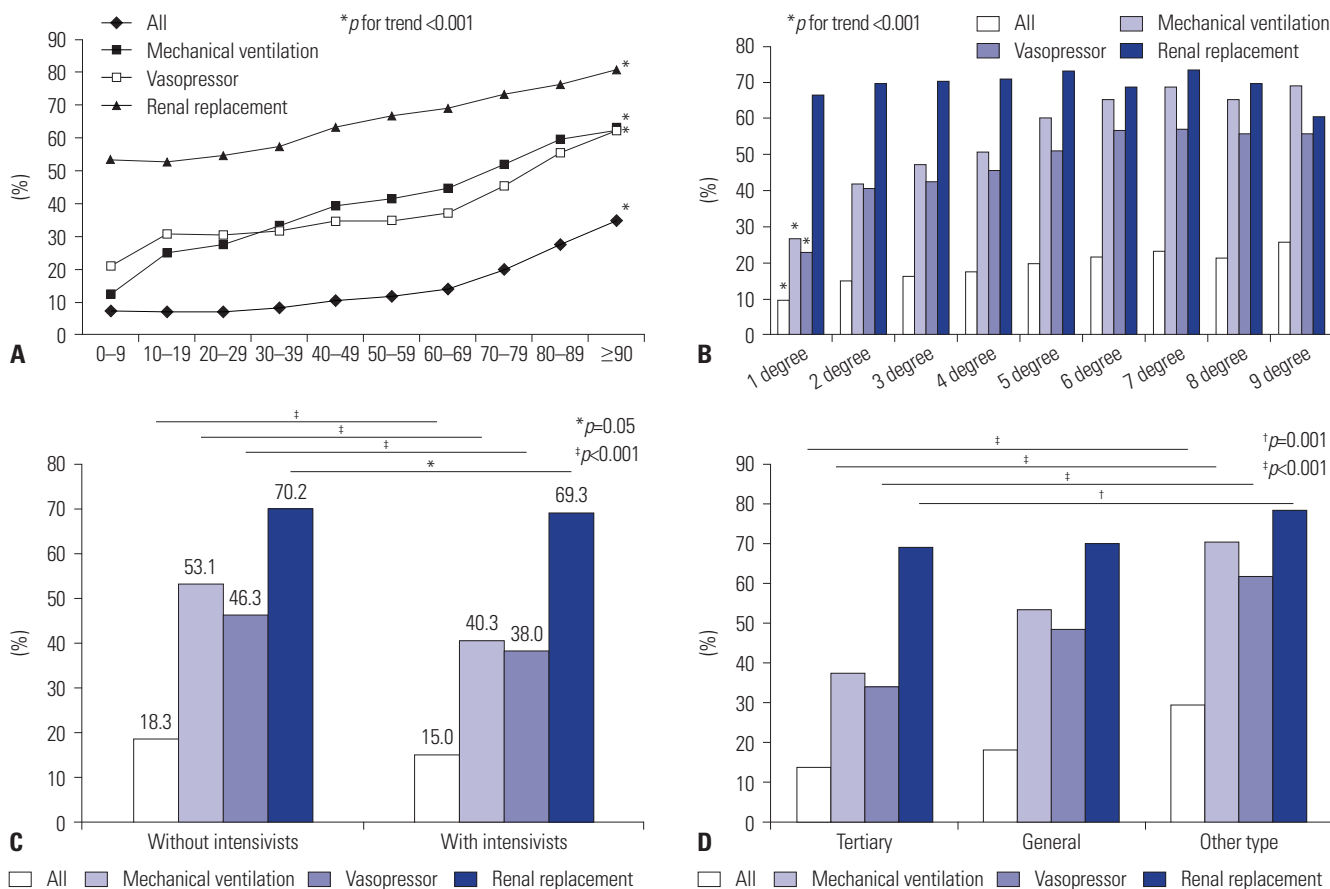 All
Mechanical ventilation
Vasopressor
Renal replacement
*p for trend <0.001
90
80
70
60
50
40
30
20
10
0
(%)
*
*
*
*
0–9 10–19 20–29 30–39 40–49 50–59 60–69 70–79 80–89 ≥90
A
*p for trend <0.001
All Mechanical ventilation
Vasopressor Renal replacement
80
70
60
50
40
30
20
10
0
(%)
*
*
*
1 degree 2 degree 3 degree 4 degree 5 degree 6 degree 7 degree 8 degree 9 degree
B
‡
‡
‡
*
*p=0.05
‡p<0.001
80
70
60
50
40
30
20
10
0
(%)
18.3 53.1 46.3 70.2
15.0 40.3 38.0 69.3
Without intensivists With intensivists
C
All Mechanical ventilation Vasopressor Renal replacement
‡
‡
‡
†
†p=0.001
‡p<0.001
90
80
70
60
50
40
30
20
10
0
(%)
Tertiary General Other type
D
All Mechanical ventilation Vasopressor Renal replacement